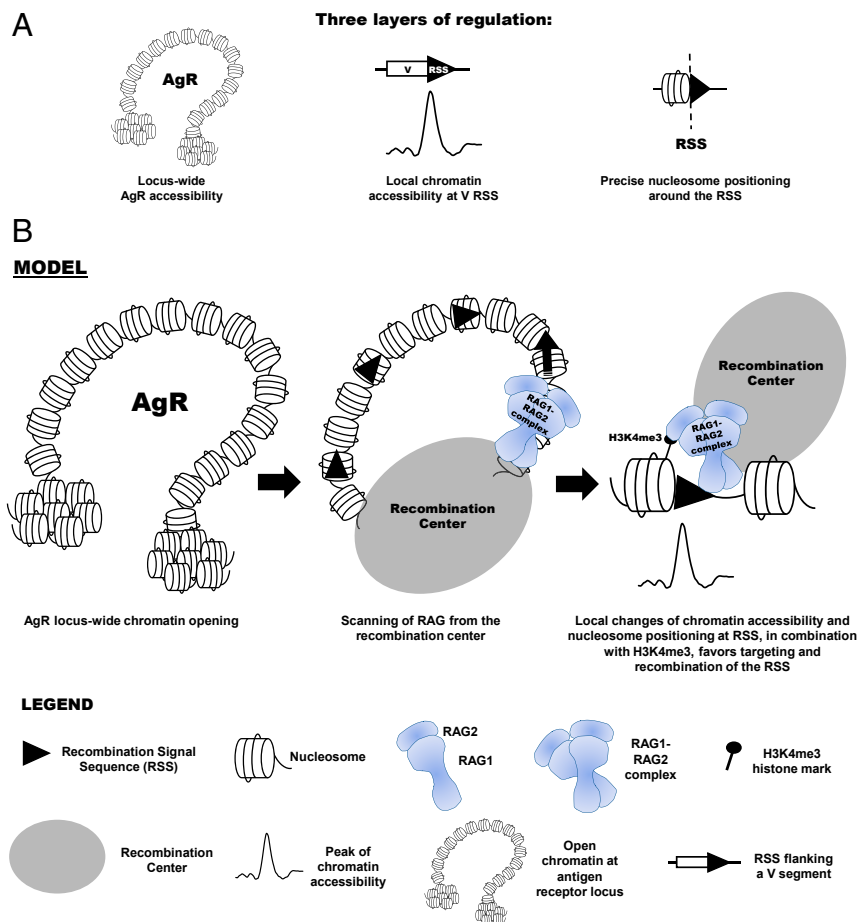 A
Three layers of regulation:
AgR
V
RSS
RSS
Locus-wide
AgR accessibility
Local chromatin
accessibility at V RSS
Precise nucleosome positioning
around the RSS
B
MODEL
AgR
RAG1-
RAG2
complex
Recombination
Center
Recombination
Center
H3K4me3
RAG1-
RAG2
complex
AgR locus-wide chromatin opening
Scanning of RAG from the
recombination center
Local changes of chromatin accessibility and
nucleosome positioning at RSS, in combination
with H3K4me3, favors targeting and
recombination of the RSS
LEGEND
Recombination Signal
Sequence (RSS)
Nucleosome
RAG2
RAG1
RAG1-
RAG2
complex
H3K4me3
histone mark
Recombination
Center
Peak of
chromatin
accessibility
Open
chromatin at
antigen
receptor locus
RSS flanking
a V segment